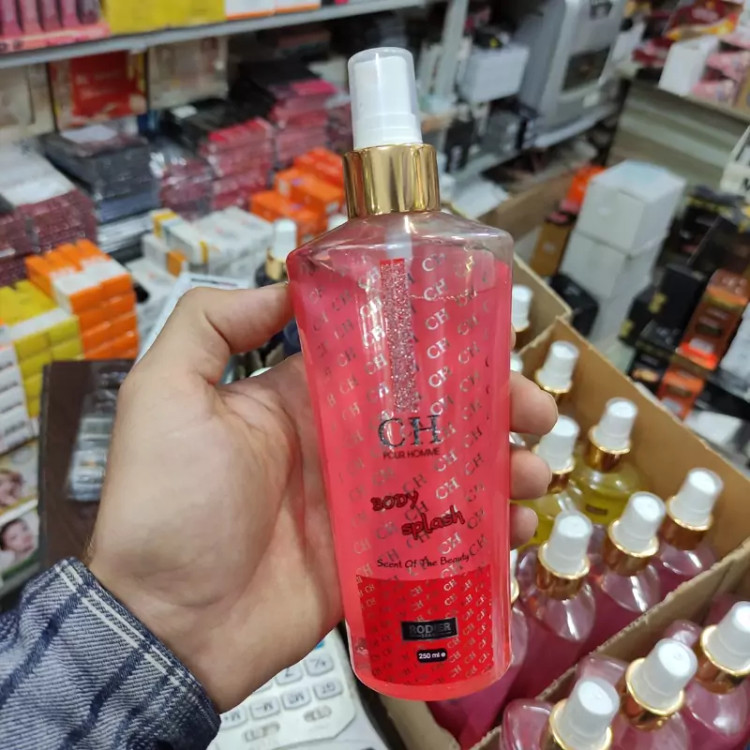 CH
POUR HOMME
BODY
splash
Scent Of The Beauty
RODIER
250 ml e